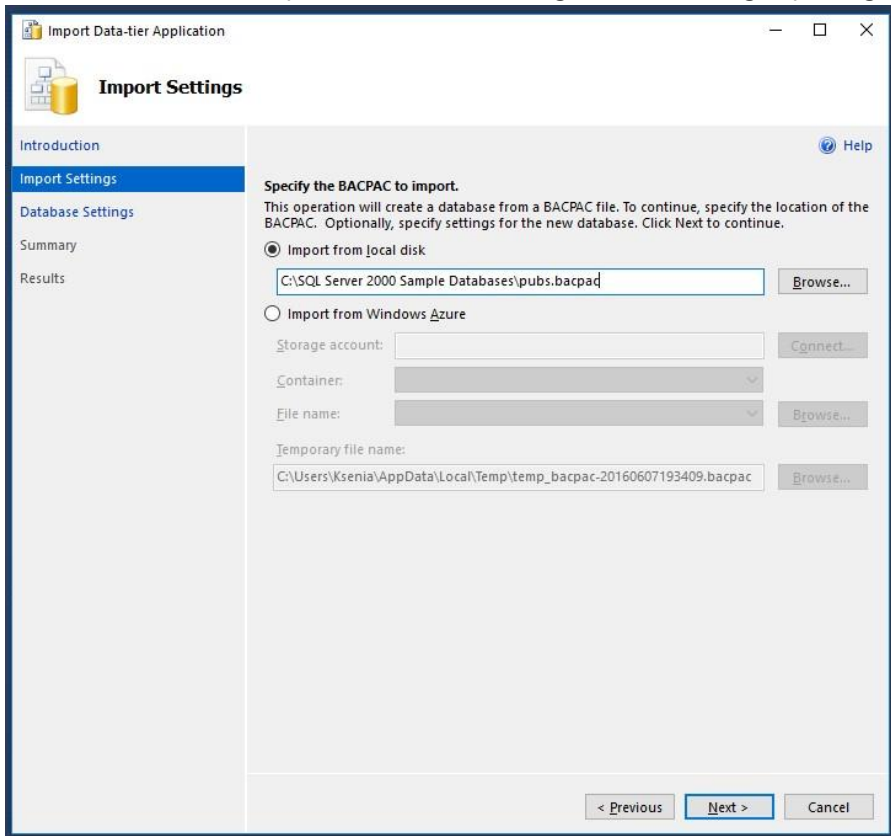 Import Data-tier Application
Import Settings
Introduction
Help
Import Settings
Database Settings
Summary
Results
Specify the BACPAC to import.
This operation will create a database from a BACPAC file. To continue, specify the location of the
BACPAC. Optionally, specify settings for the new database. Click Next to continue.
Import from local disk
C:\SQL Server 2000 Sample Databases\pubs.bacpac
Browse...
Import from Windows Azure
Storage account:
Connect...
Container:
File name:
Browse...
Temporary file name:
C:\Users\Ksenia\AppData\Local\Temp\temp_bacpac-20160607193409.bacpac
Browse...
< Previous
Next >
Cancel